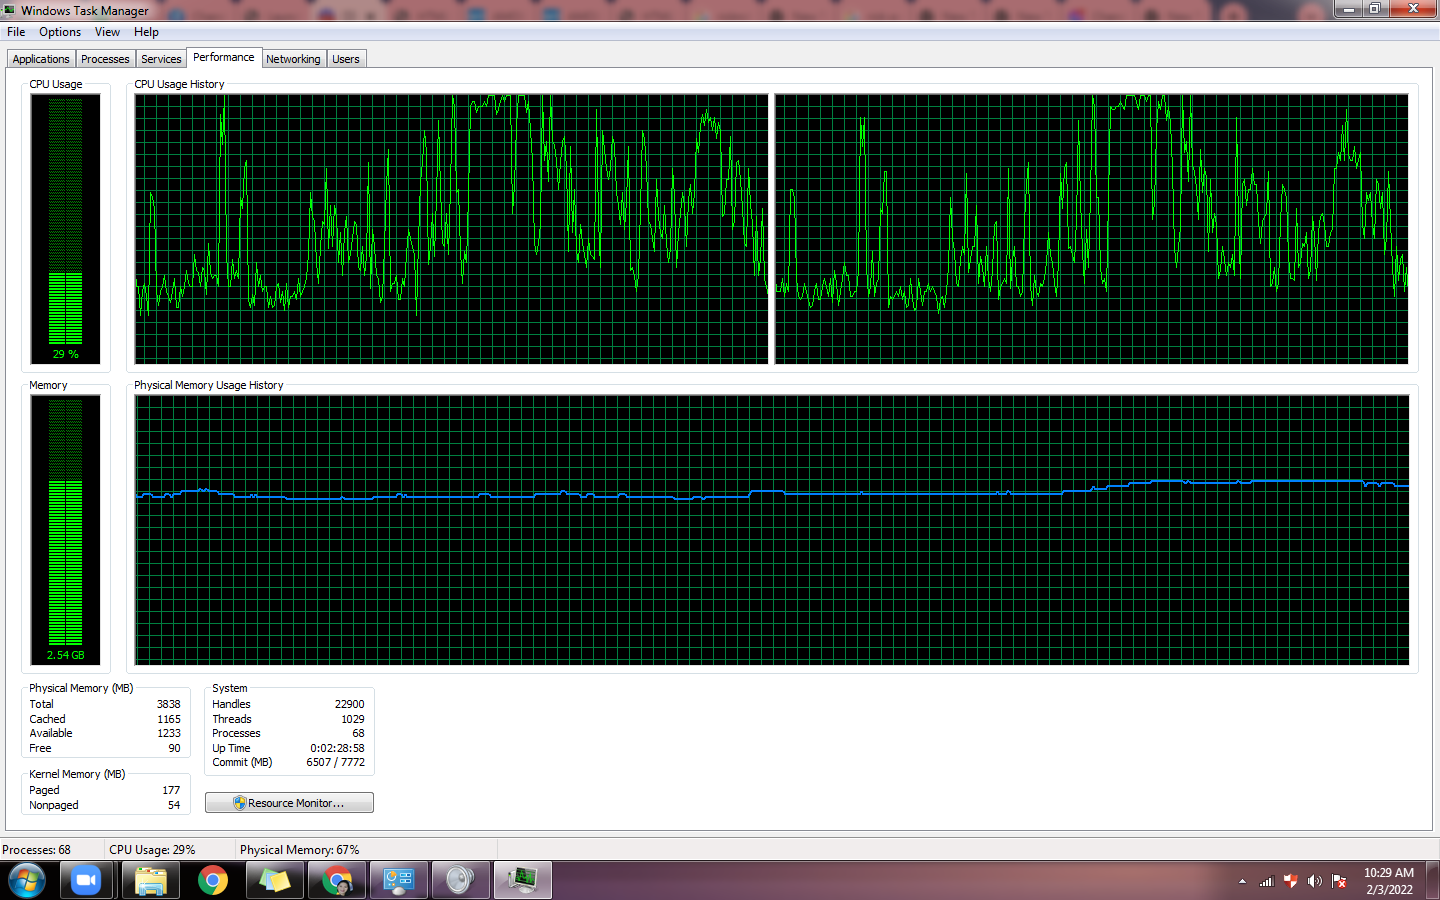 Windows Task Manager
File Options View Help
Applications Processes Services Performance Networking Users
CPU Usage
CPU Usage History
29 %
Memory
Physical Memory Usage History
2.54 GB
Physical Memory (MB)
Total 3838
Cached 1165
Available 1233
Free 90
Kernel Memory (MB)
Paged 177
Nonpaged 54
System
Handles 22900
Threads 1029
Processes 68
Up Time 0:02:28:58
Commit (MB) 6507 / 7772
Resource Monitor...
Processes: 68 CPU Usage: 29% Physical Memory: 67%
10:29 AM
2/3/2022